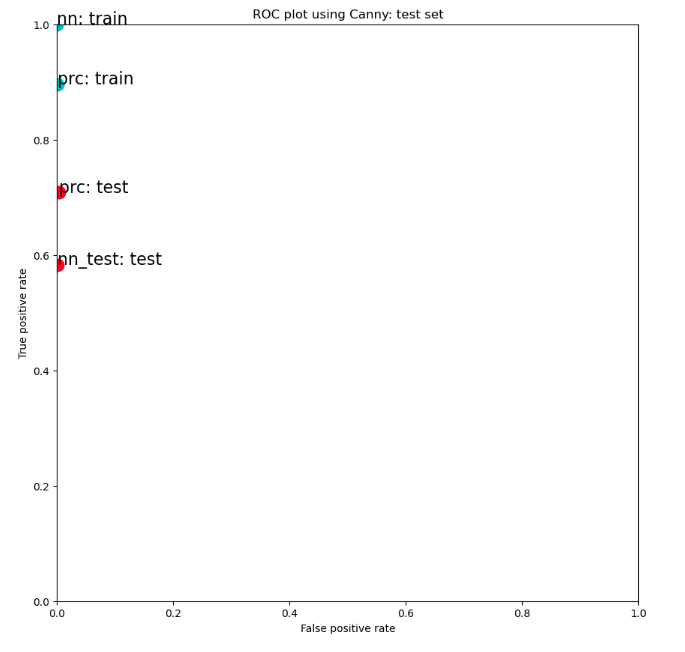 ROC plot using Canny: test set
nn: train
prc: train
prc: test
nn_test: test
True positive rate
1.0
0.8
0.6
0.4
0.2
0.0
0.0 0.2 0.4 0.6 0.8 1.0
False positive rate